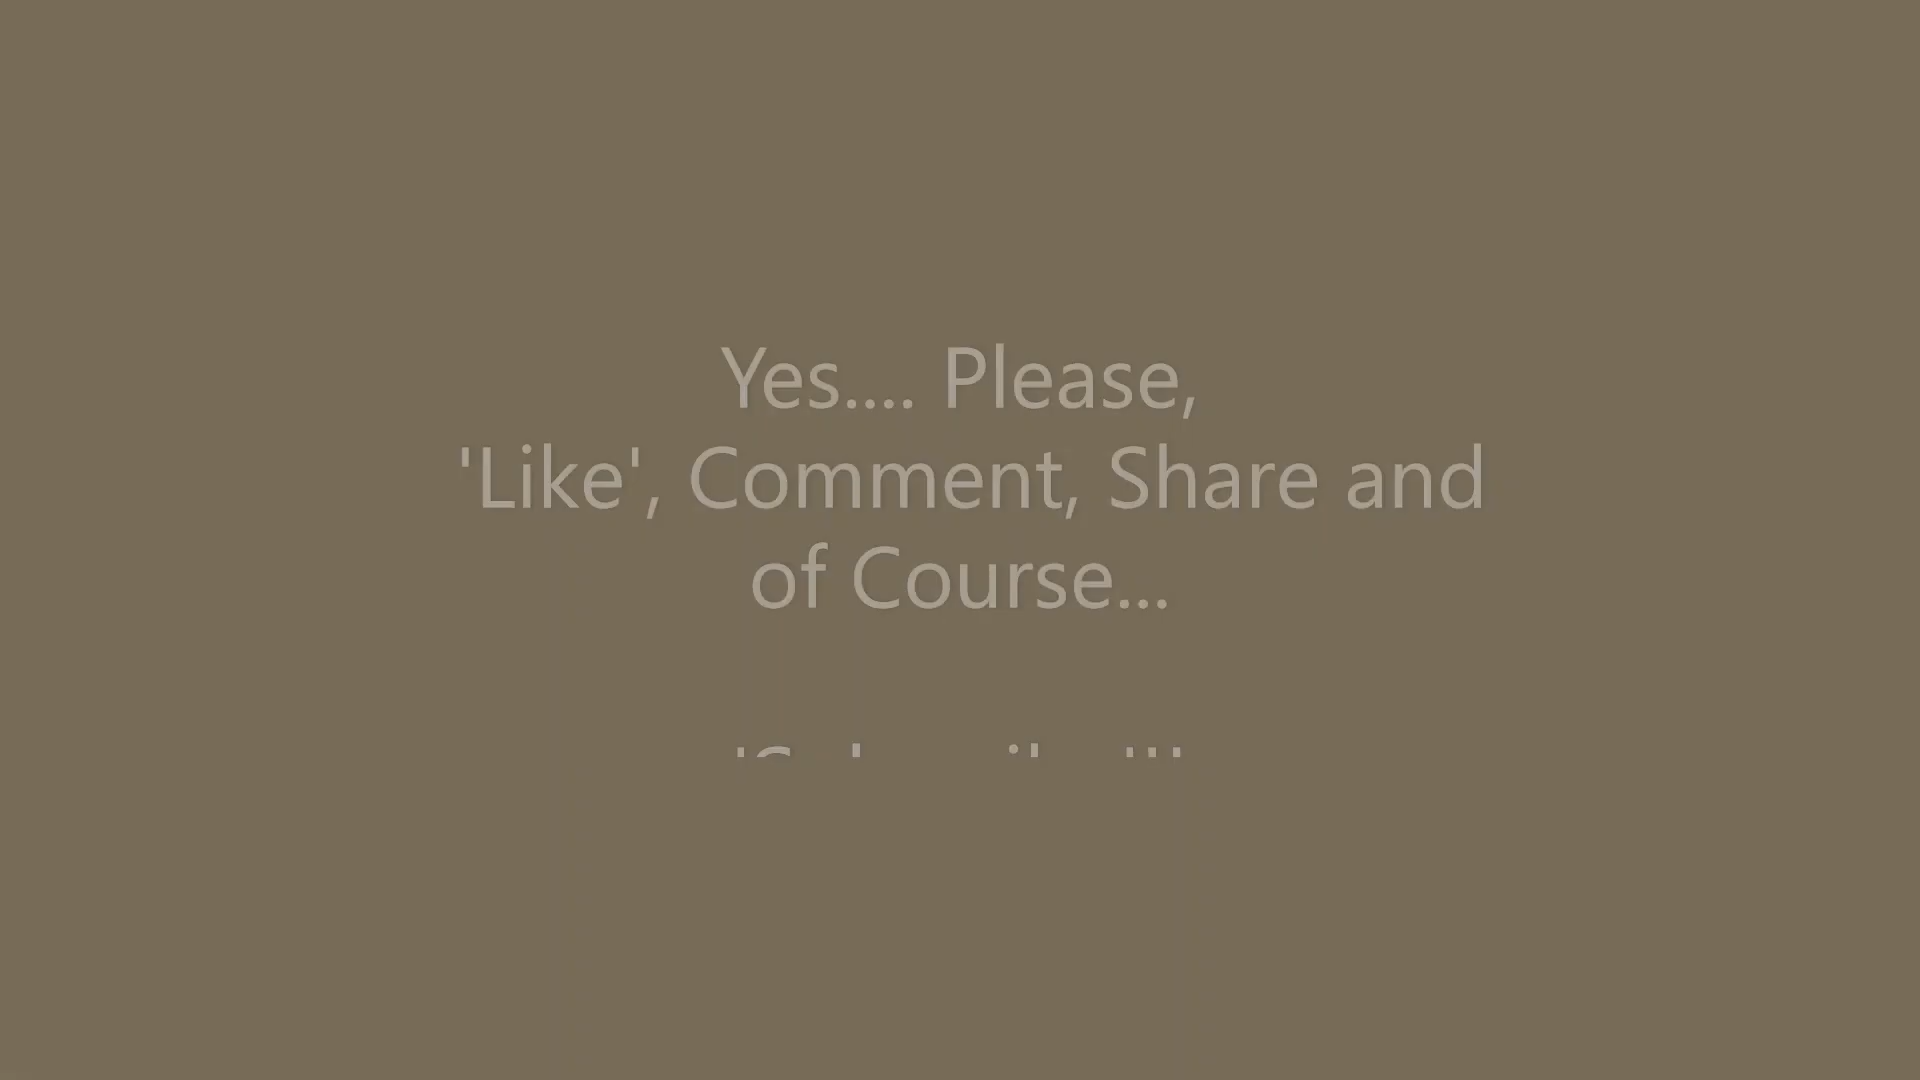 Yes.... Please,
'Like', Comment, Share and
of Course...